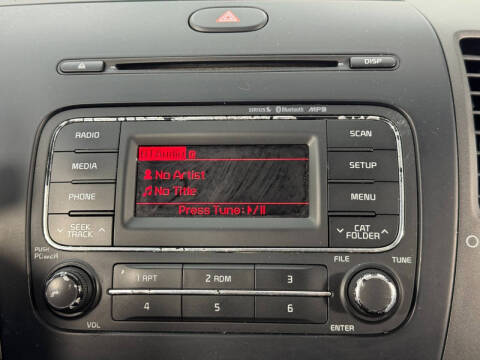 DISP
SIRIUS Bluetooth MP3
RADIO
MEDIA
PHONE
SEEK
TRACK
No Artist
No Title
Press Tune:
SCAN
SETUP
MENU
CAT
FOLDER
PUSH
POWER
VOL
1 RPT
2 RDM
3
4
5
6
FILE
TUNE
ENTER